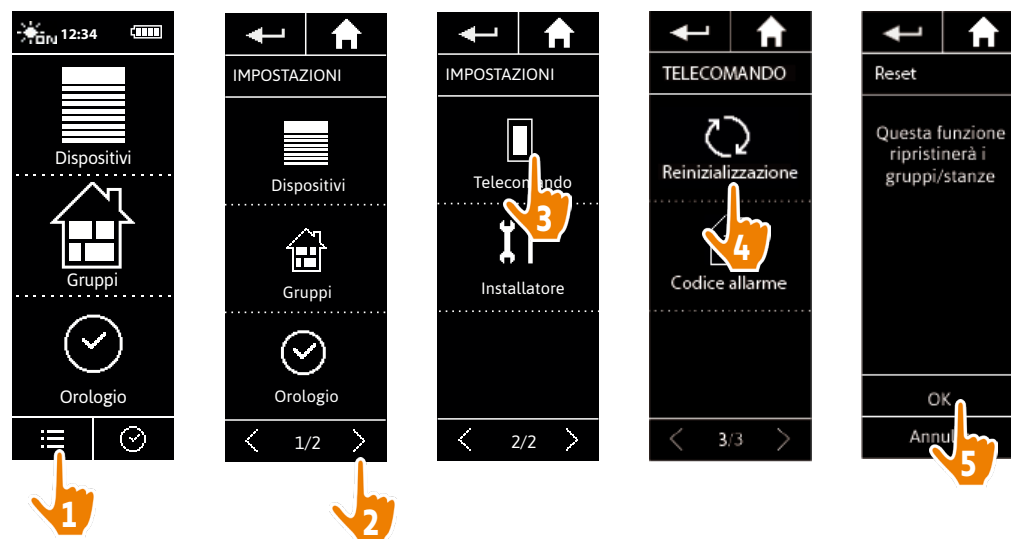 ON 12:34
Dispositivi
Gruppi
Orologio
1
IMPOSTAZIONI
Dispositivi
Gruppi
Orologio
1/2
2
IMPOSTAZIONI
Telecomando
3
Installatore
2/2
TELECOMANDO
Reinizializzazione
4
Codice allarme
3/3
Reset
Questa funzione
ripristinerà i
gruppi/stanze
OK
Annul
5